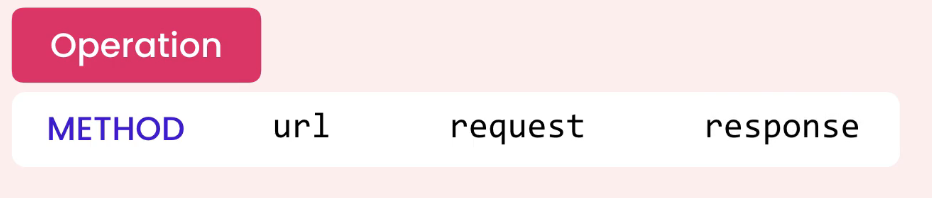 Operation
METHOD url request response